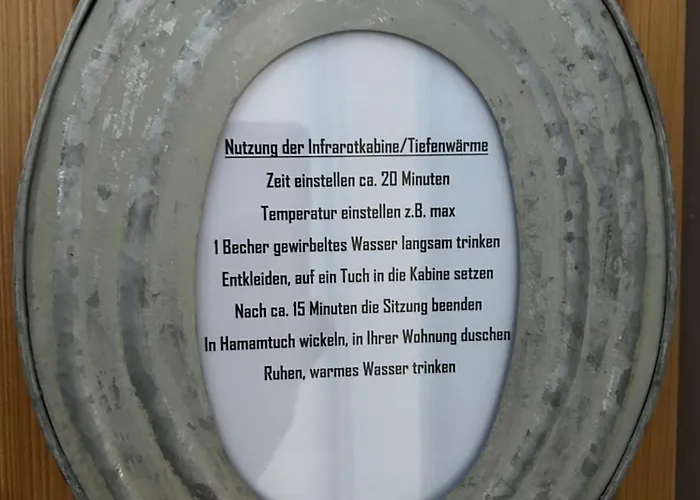 Nutzung der Infrarotkabine/Tiefenwärme
Zeit einstellen ca. 20 Minuten
Temperatur einstellen z.B. max
1 Becher gewirbeltes Wasser langsam trinken
Entkleiden, auf ein Tuch in die Kabine setzen
Nach ca. 15 Minuten die Sitzung beenden
In Hamamtuch wickeln, in Ihrer Wohnung duschen
Ruhen, warmes Wasser trinken